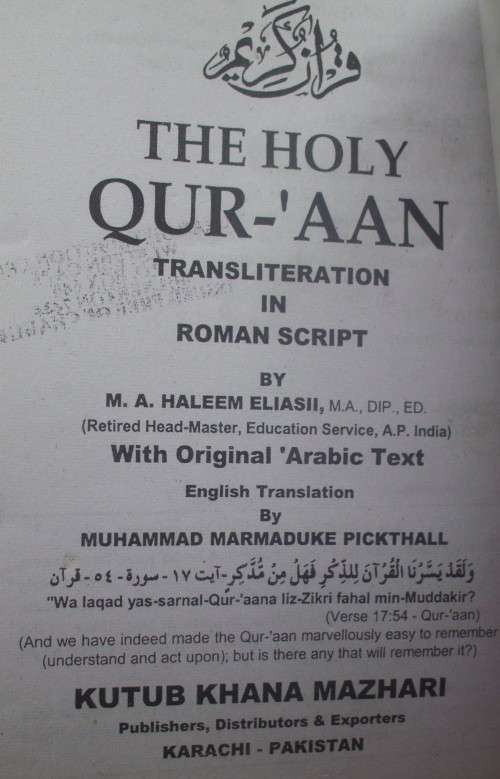 قرآن کریم
THE HOLY
QUR-'AAN
TRANSLITERATION
IN
ROMAN SCRIPT
BY
M. A. HALEEM ELIASII, M.A., DIP., ED.
(Retired Head-Master, Education Service, A.P. India)
With Original 'Arabic Text
English Translation
By
MUHAMMAD MARMADUKE PICKTHALL
وَلَقَدْ يَسَّرْنَا الْقُرْآنَ لِلذِّكْرِ فَهَلْ مِنْ مُّدَّكِرٍ-آیت ۱۷ - سورة - ٥٤ - قرآن
"Wa laqad yas-sarnal-Qur-'aana liz-Zikri fahal min-Muddakir?
(Verse 17:54 - Qur-'aan)
(And we have indeed made the Qur-'aan marvellously easy to remember
(understand and act upon); but is there any that will remember it?)
KUTUB KHANA MAZHARI
Publishers, Distributors & Exporters
KARACHI - PAKISTAN